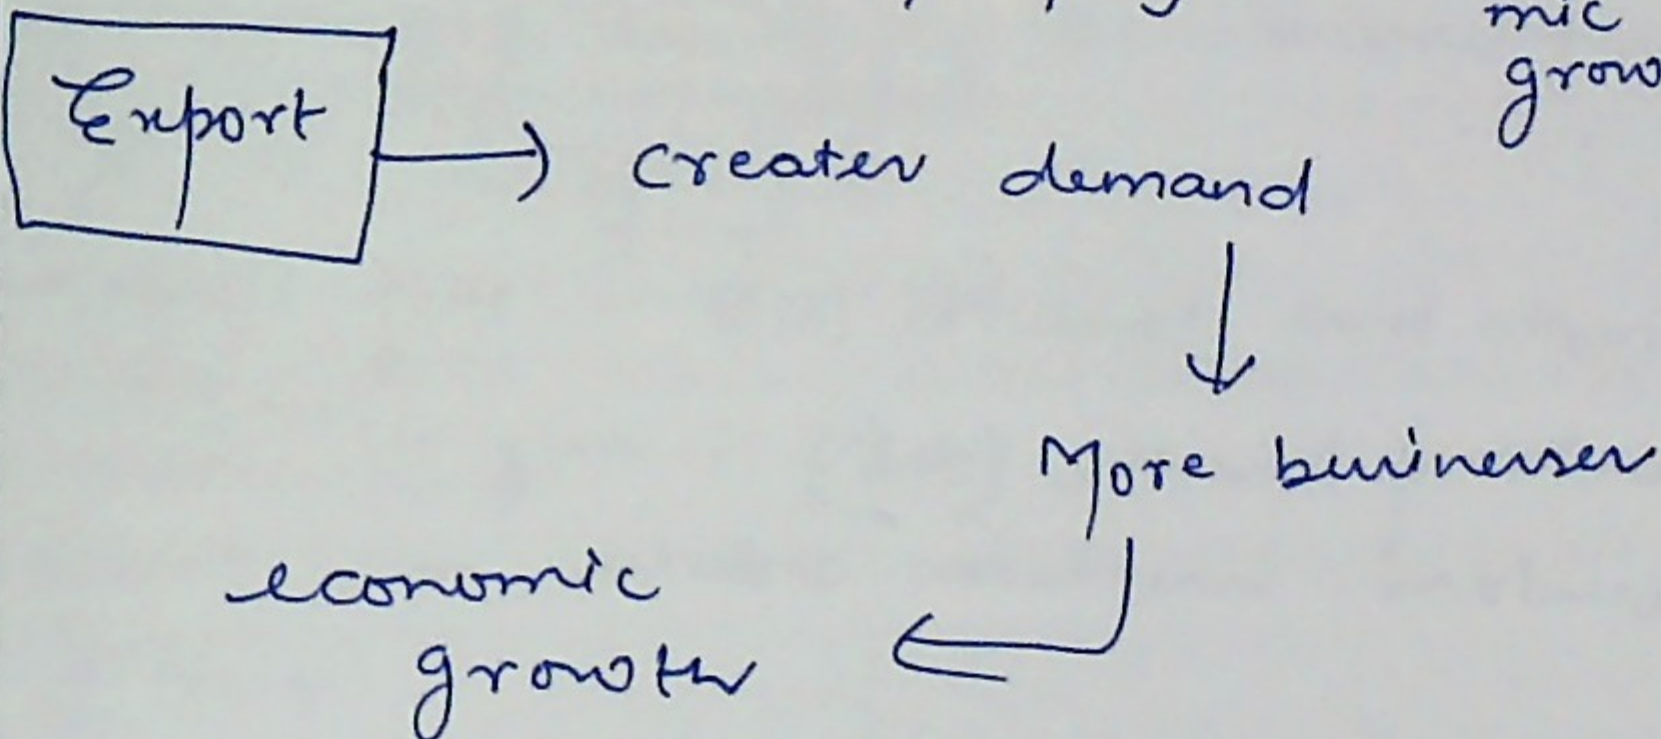 mic
grow
Export
creates demand
More businesses
economic
growth